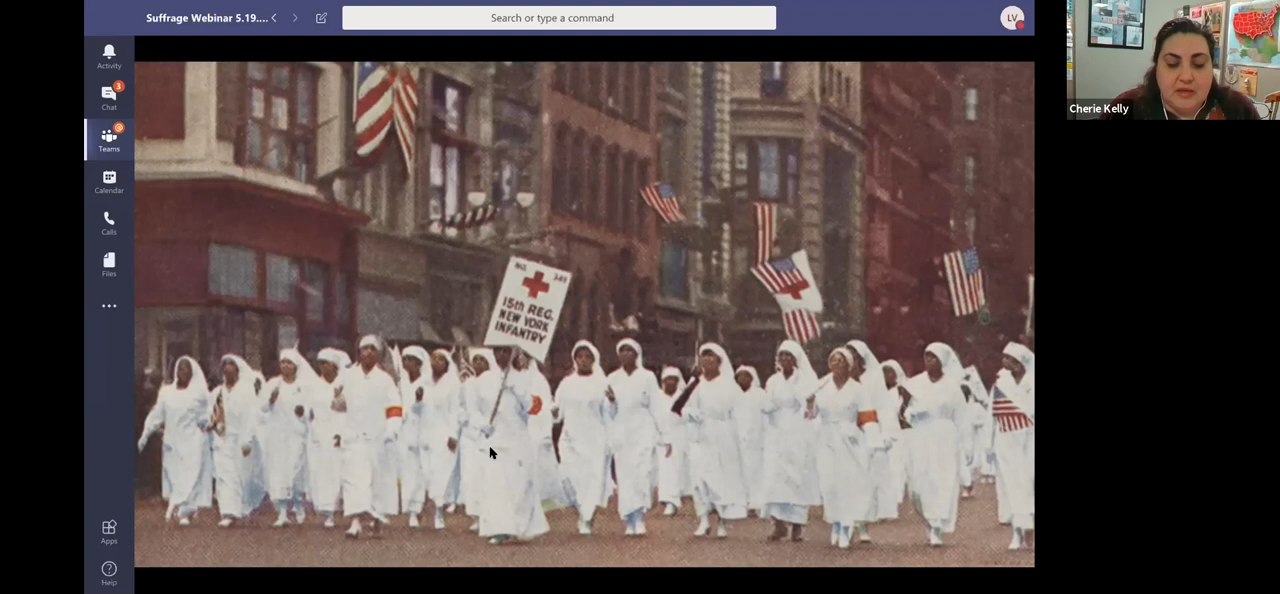 Suffrage Webinar 5.19....
Search or type a command
LV
Activity
3
Chat
Teams
Calendar
Calls
Files
Apps
Help
15th REG.
NEW YORK
INFANTRY
Cherie Kelly